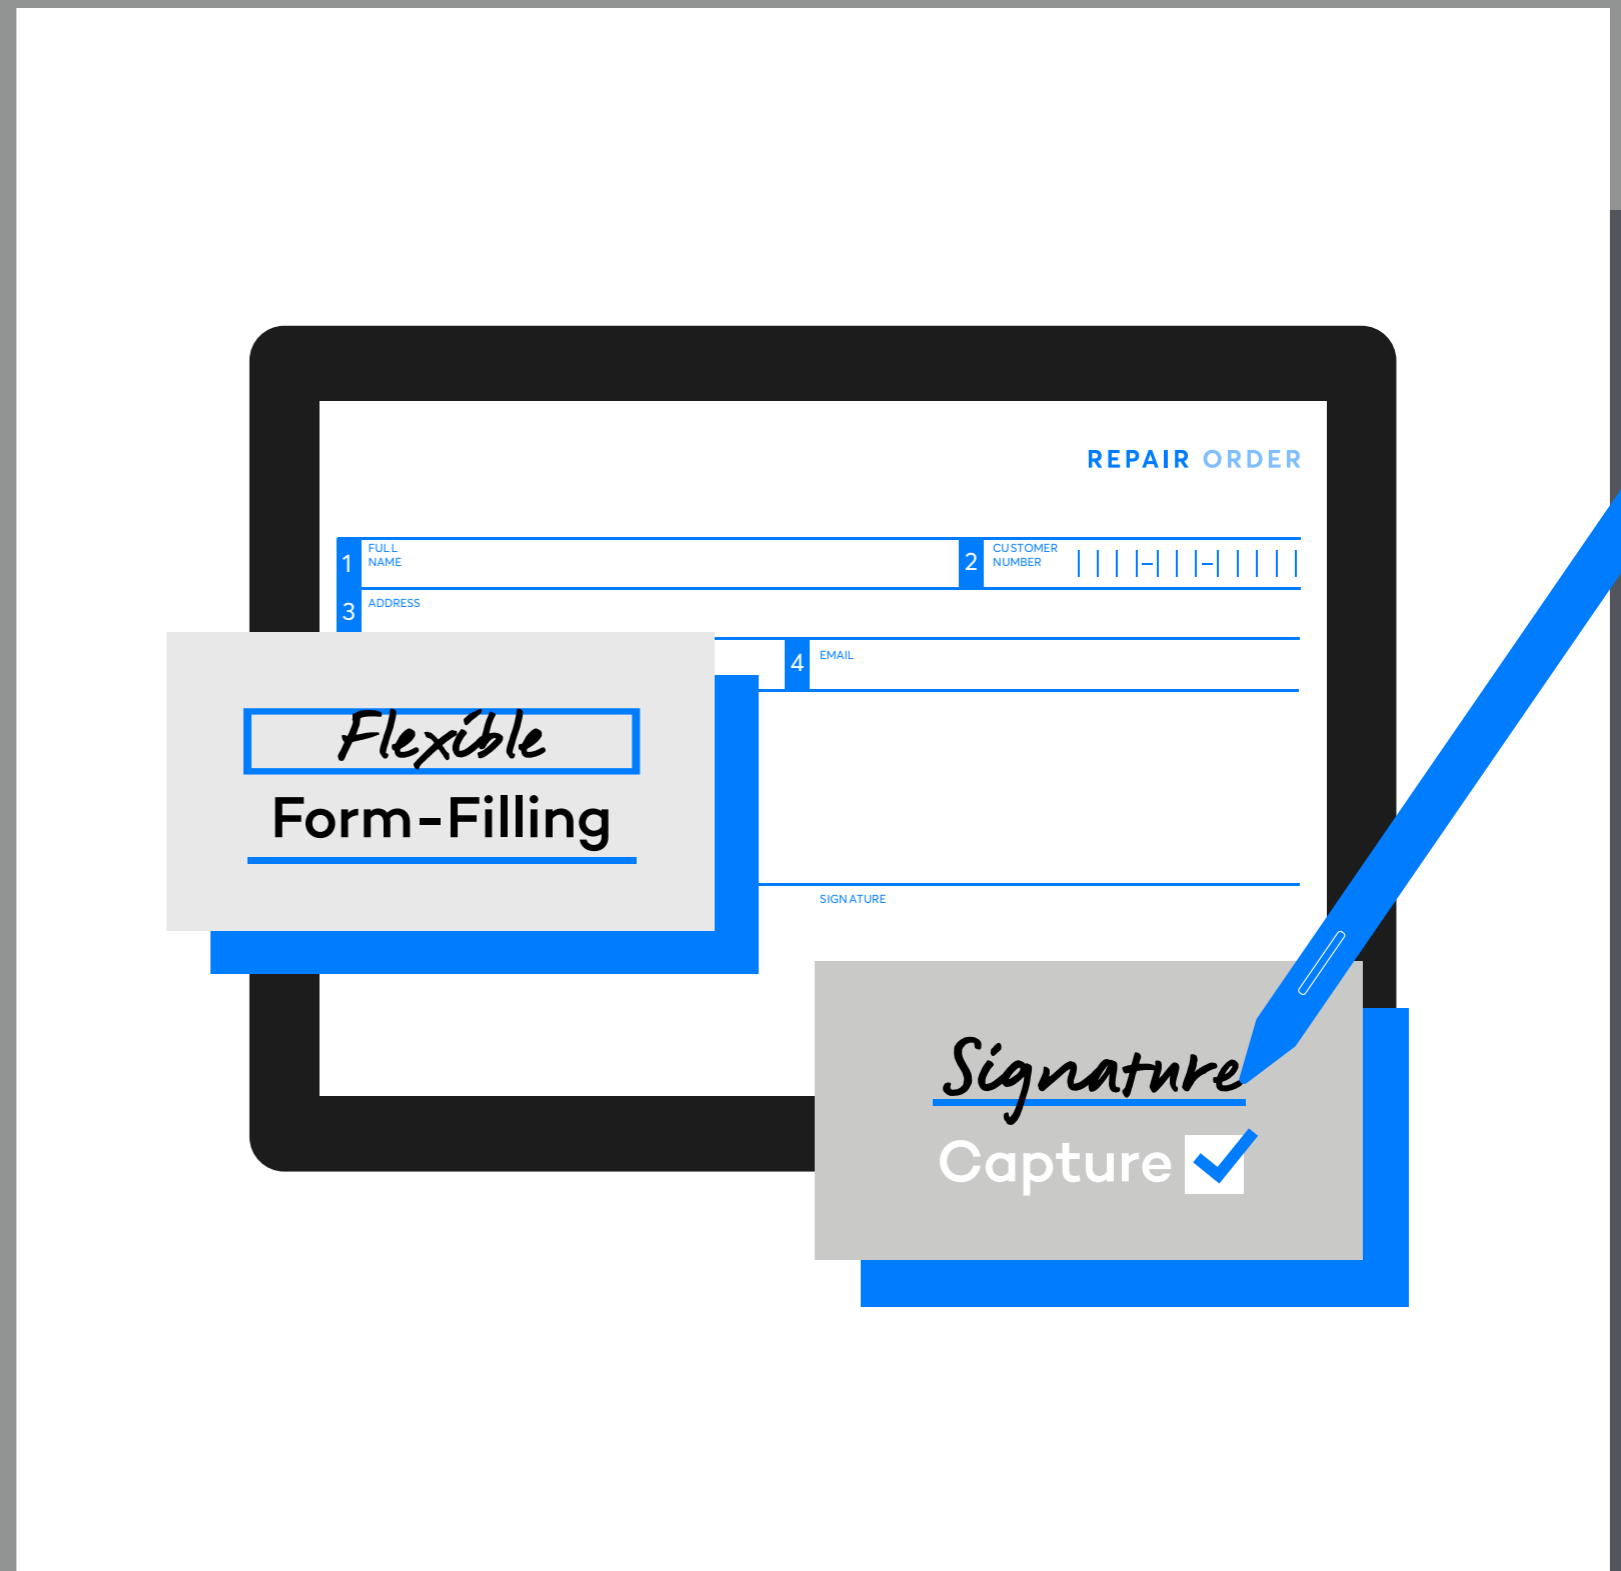 REPAIR ORDER
1 FULL NAME
2 CUSTOMER NUMBER
3 ADDRESS
4 EMAIL
Flexible
Form-Filling
SIGNATURE
Signature
Capture